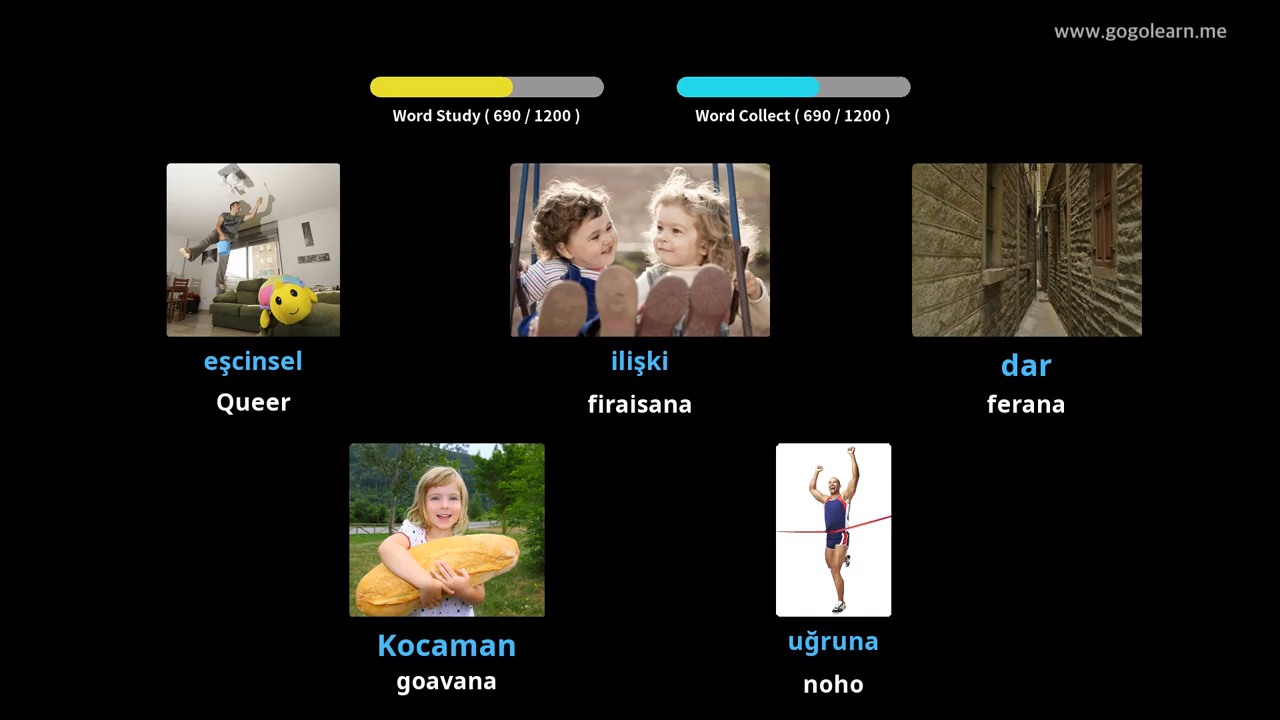 www.gogolearn.me
Word Study ( 690 / 1200 )
Word Collect ( 690 / 1200 )
eşcinsel
ilişki
dar
Queer
firaisana
ferana
Kocaman
uğruna
goavana
noho